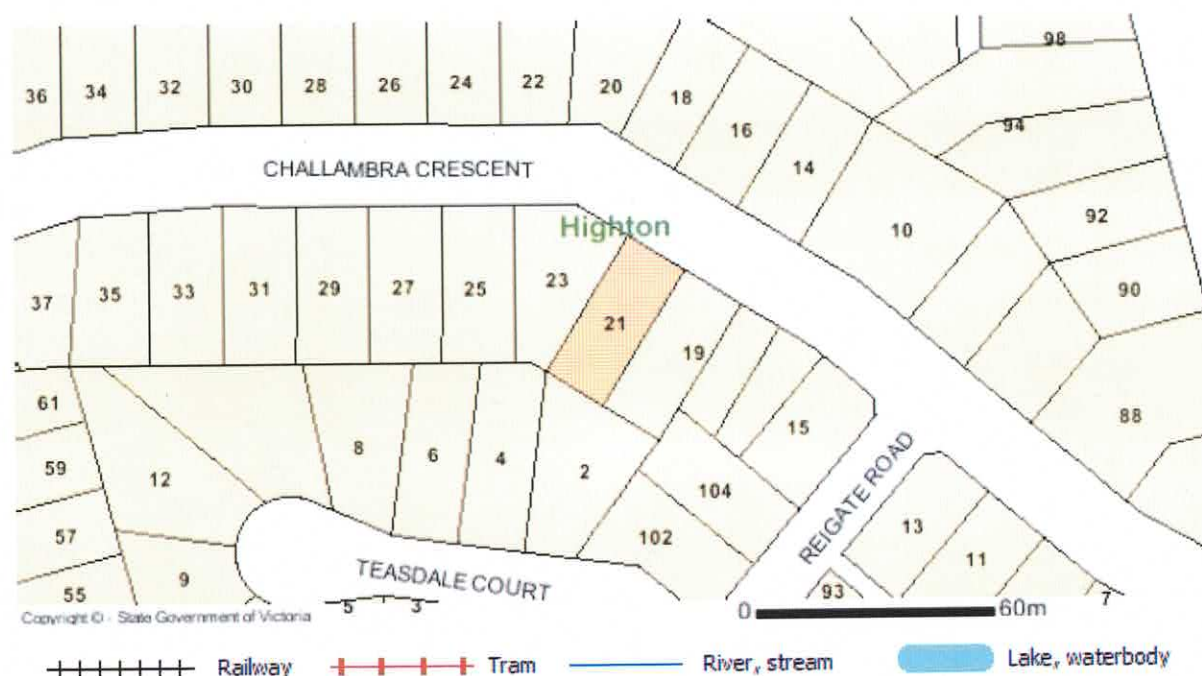 98
36 34 32 30 28 26 24 22 20 18
16 94
14
CHALLAMBRA CRESCENT
92
Highton
10
37 35 33 31 29 27 25 23
90
21
19
61
88
15
59 12 8 6 4 2
104
REIGATE ROAD
57
102
13
11
55 9
TEASDALE COURT
93
7
5 3
0 60m
Copyright © - State Government of Victoria
Railway Tram River, stream Lake, waterbody